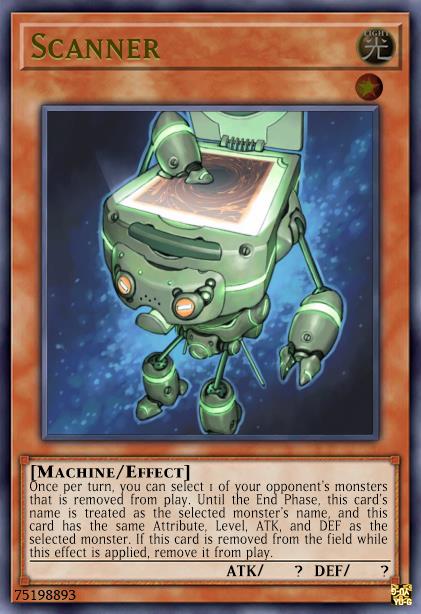 SCANNER
LIGHT
光
[MACHINE/EFFECT]
Once per turn, you can select 1 of your opponent's monsters
that is removed from play. Until the End Phase, this card's
name is treated as the selected monster's name, and this
card has the same Attribute, Level, ATK, and DEF as the
selected monster. If this card is removed from the field while
this effect is applied, remove it from play.
ATK/ ? DEF/ ?
75198893